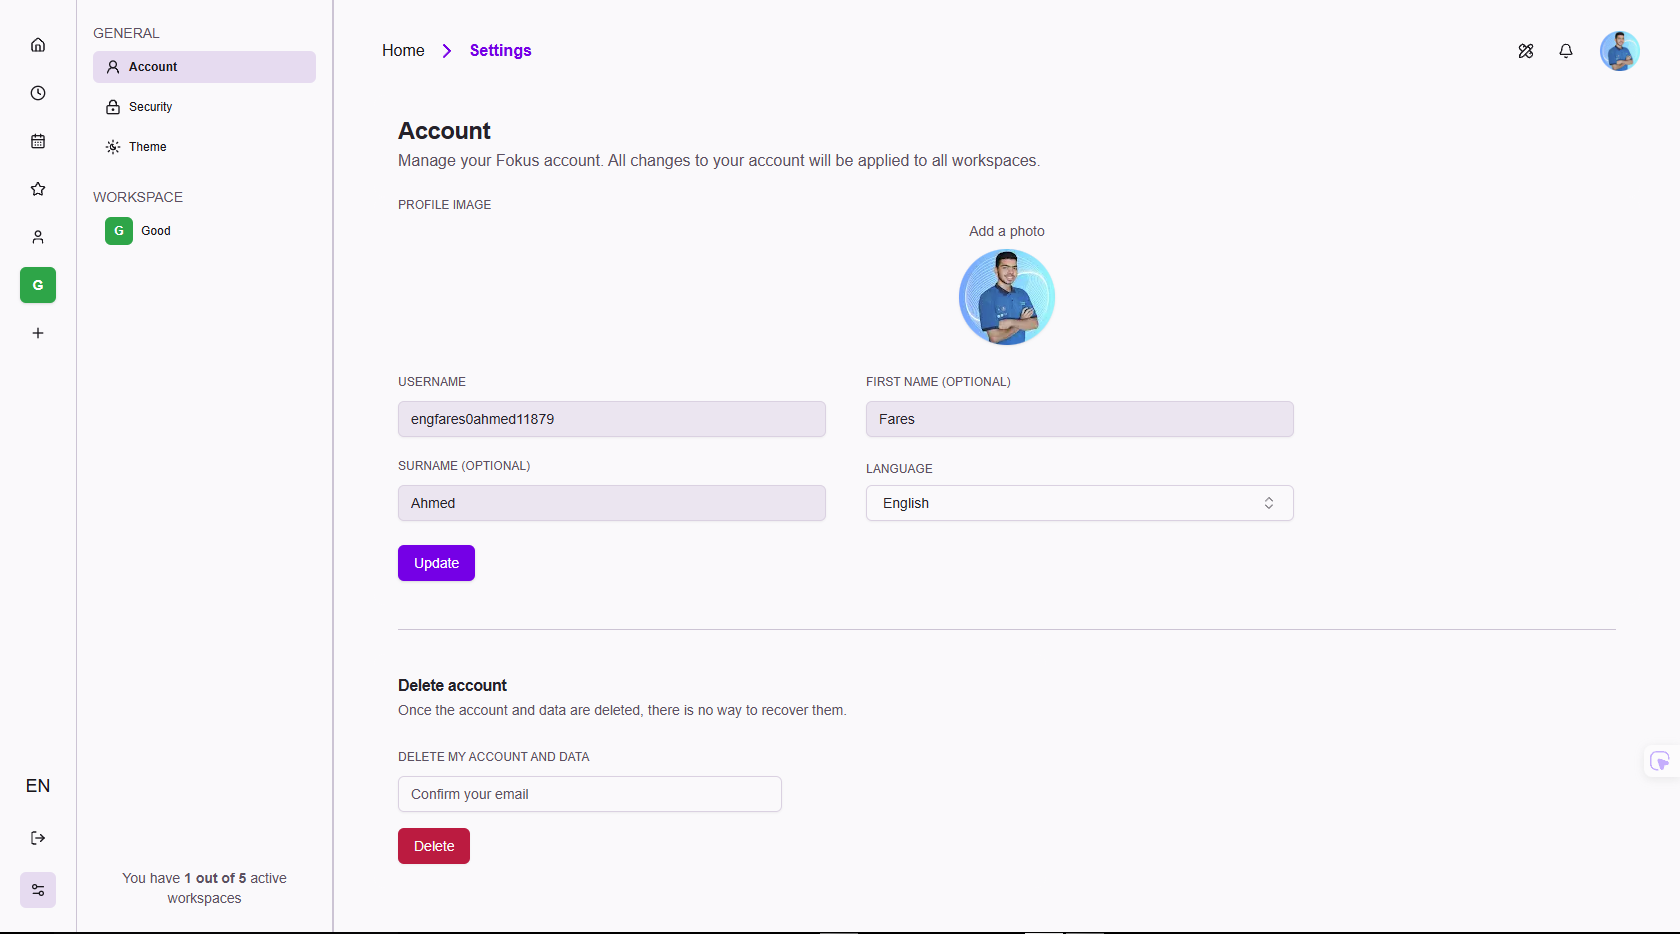 GENERAL
Account
Security
Theme
WORKSPACE
G Good
G
EN
You have 1 out of 5 active
workspaces
Home Settings
Account
Manage your Fokus account. All changes to your account will be applied to all workspaces.
PROFILE IMAGE
Add a photo
USERNAME
engfares0ahmed11879
FIRST NAME (OPTIONAL)
Fares
SURNAME (OPTIONAL)
Ahmed
LANGUAGE
English
Update
Delete account
Once the account and data are deleted, there is no way to recover them.
DELETE MY ACCOUNT AND DATA
Confirm your email
Delete